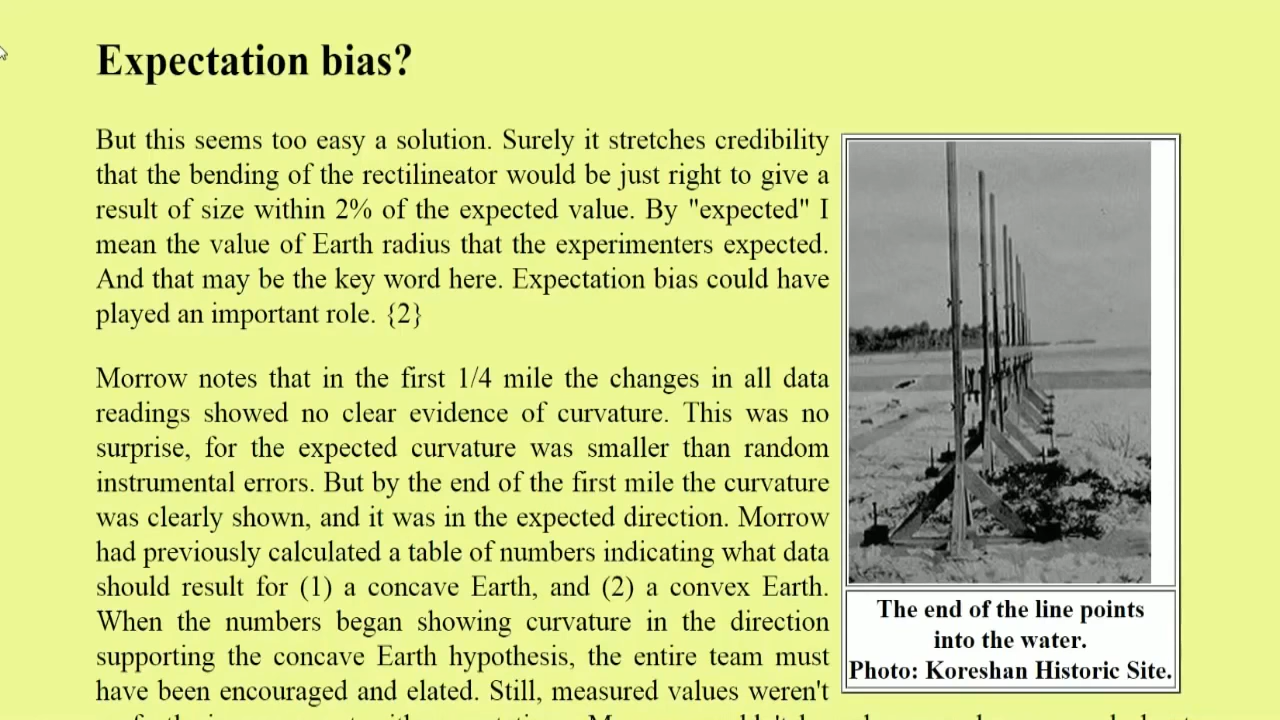 Expectation bias?
But this seems too easy a solution. Surely it stretches credibility
that the bending of the rectilineator would be just right to give a
result of size within 2% of the expected value. By "expected" I
mean the value of Earth radius that the experimenters expected.
And that may be the key word here. Expectation bias could have
played an important role. {2}
Morrow notes that in the first 1/4 mile the changes in all data
readings showed no clear evidence of curvature. This was no
surprise, for the expected curvature was smaller than random
instrumental errors. But by the end of the first mile the curvature
was clearly shown, and it was in the expected direction. Morrow
had previously calculated a table of numbers indicating what data
should result for (1) a concave Earth, and (2) a convex Earth.
When the numbers began showing curvature in the direction
supporting the concave Earth hypothesis, the entire team must
have been encouraged and elated. Still, measured values weren't
The end of the line points
into the water.
Photo: Koreshan Historic Site.